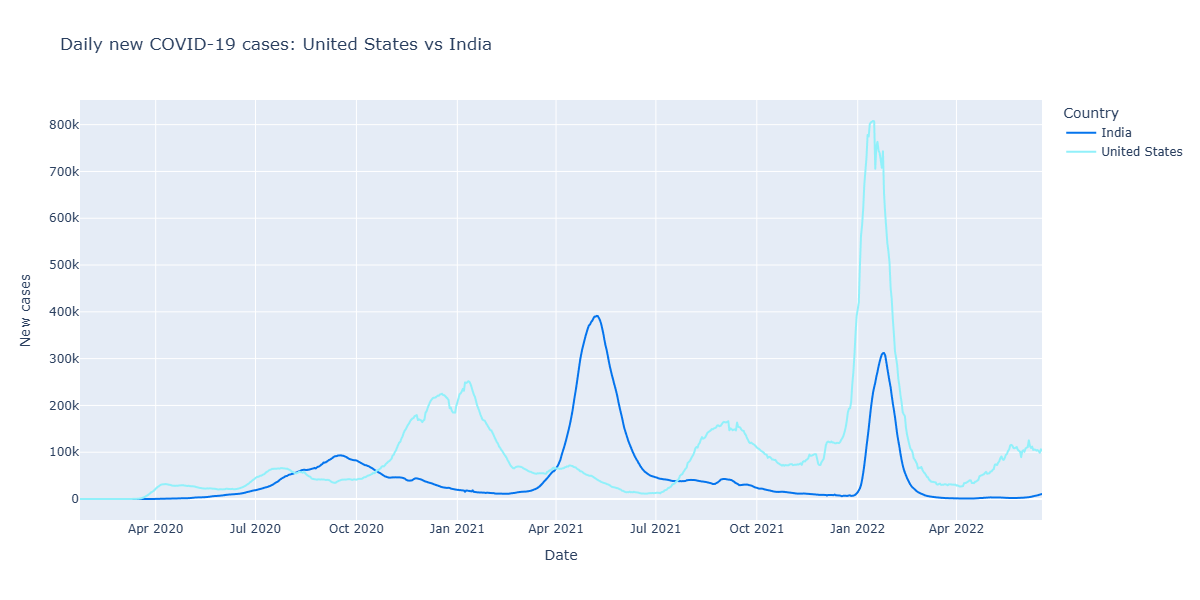 Daily new COVID-19 cases: United States vs India
Country
India
United States
800k
700k
600k
500k
400k
300k
200k
100k
0
New cases
Apr 2020 Jul 2020 Oct 2020 Jan 2021 Apr 2021 Jul 2021 Oct 2021 Jan 2022 Apr 2022
Date